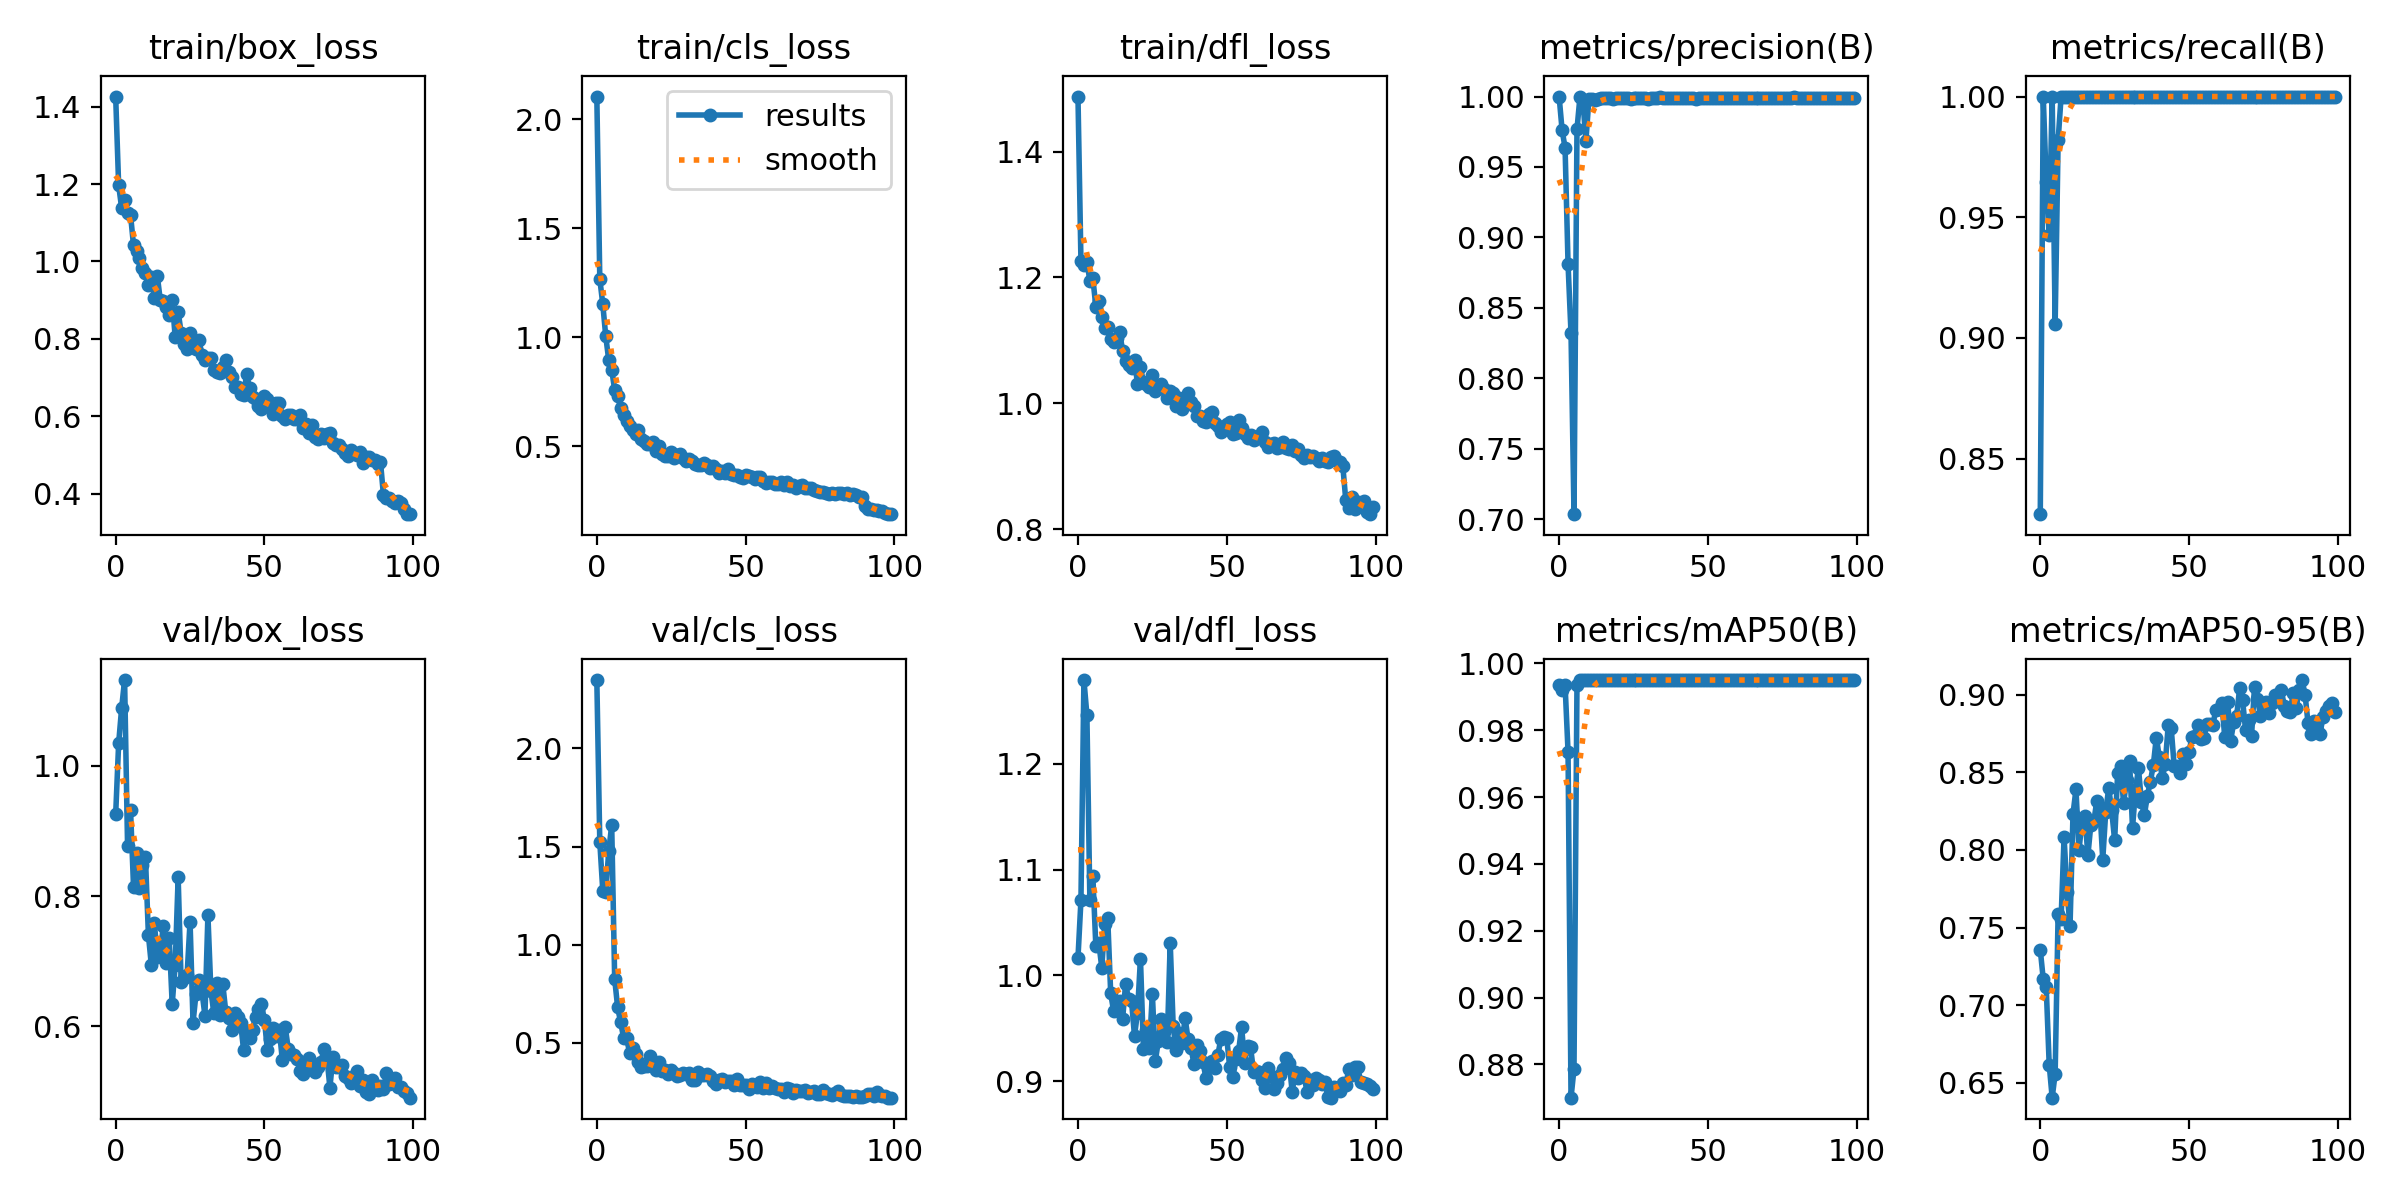 train/box_loss
1.4
1.2
1.0
0.8
0.6
0.4
0 50 100
train/cls_loss
results
smooth
2.0
1.5
1.0
0.5
0 50 100
train/dfl_loss
1.4
1.2
1.0
0.8
0 50 100
metrics/precision(B)
1.00
0.95
0.90
0.85
0.80
0.75
0.70
0 50 100
metrics/recall(B)
1.00
0.95
0.90
0.85
0 50 100
val/box_loss
1.0
0.8
0.6
0 50 100
val/cls_loss
2.0
1.5
1.0
0.5
0 50 100
val/dfl_loss
1.2
1.1
1.0
0.9
0 50 100
metrics/mAP50(B)
1.00
0.98
0.96
0.94
0.92
0.90
0.88
0 50 100
metrics/mAP50-95(B)
0.90
0.85
0.80
0.75
0.70
0.65
0 50 100